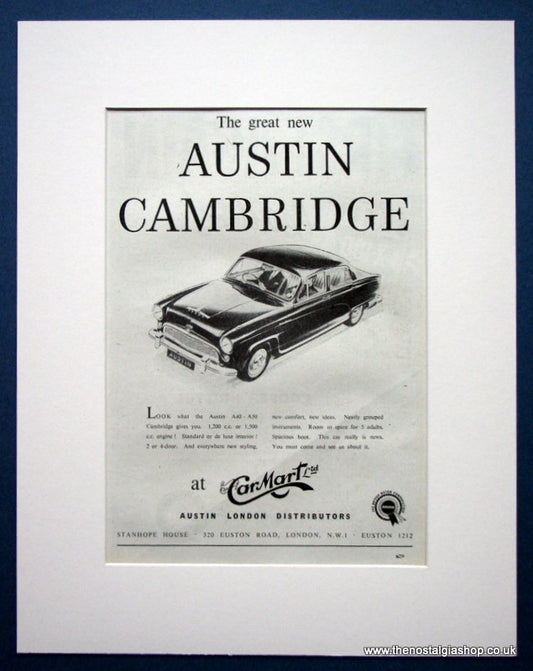 The great new
AUSTIN
CAMBRIDGE
AUSTIN
LOOK what the Austin A40 - A50
Cambridge gives you. 1,200 c.c. or 1,500
c.c. engine! Standard or de luxe interior!
2 or 4-door. And everywhere new styling,
new comfort, new ideas. Neatly grouped
instruments. Room to spare for 5 adults.
Spacious boot. This car really is news.
You must come and see us about it.
at The Car Mart Ltd
AUSTIN LONDON DISTRIBUTORS
STANHOPE HOUSE · 320 EUSTON ROAD, LONDON, N.W.1 · EUSTON 1212
www.thenostalgiashop.co.uk